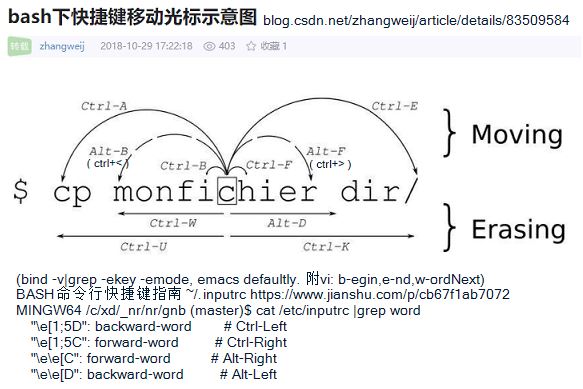 bash下快捷键移动光标示意图 blog.csdn.net/zhangweij/article/details/83509584
转载 zhangweij 2018-10-29 17:22:18 403 收藏 1
Ctrl-A Ctrl-E
Alt-B Alt-F } Moving
( ctrl+< ) Ctrl-B Ctrl-F ( ctrl+> )
$ cp monfichier dir/
Ctrl-W Alt-D
Ctrl-U Ctrl-K } Erasing
(bind -v|grep -ekey -emode, emacs defaultly. 附vi: b-egin,e-nd,w-ordNext)
BASH命令行快捷键指南 ~/.inputrc https://www.jianshu.com/p/cb67f1ab7072
MINGW64 /c/xd/_nr/nr/gnb (master)$ cat /etc/inputrc |grep word
"\e[1;5D": backward-word # Ctrl-Left
"\e[1;5C": forward-word # Ctrl-Right
"\e\e[C": forward-word # Alt-Right
"\e\e[D": backward-word # Alt-Left